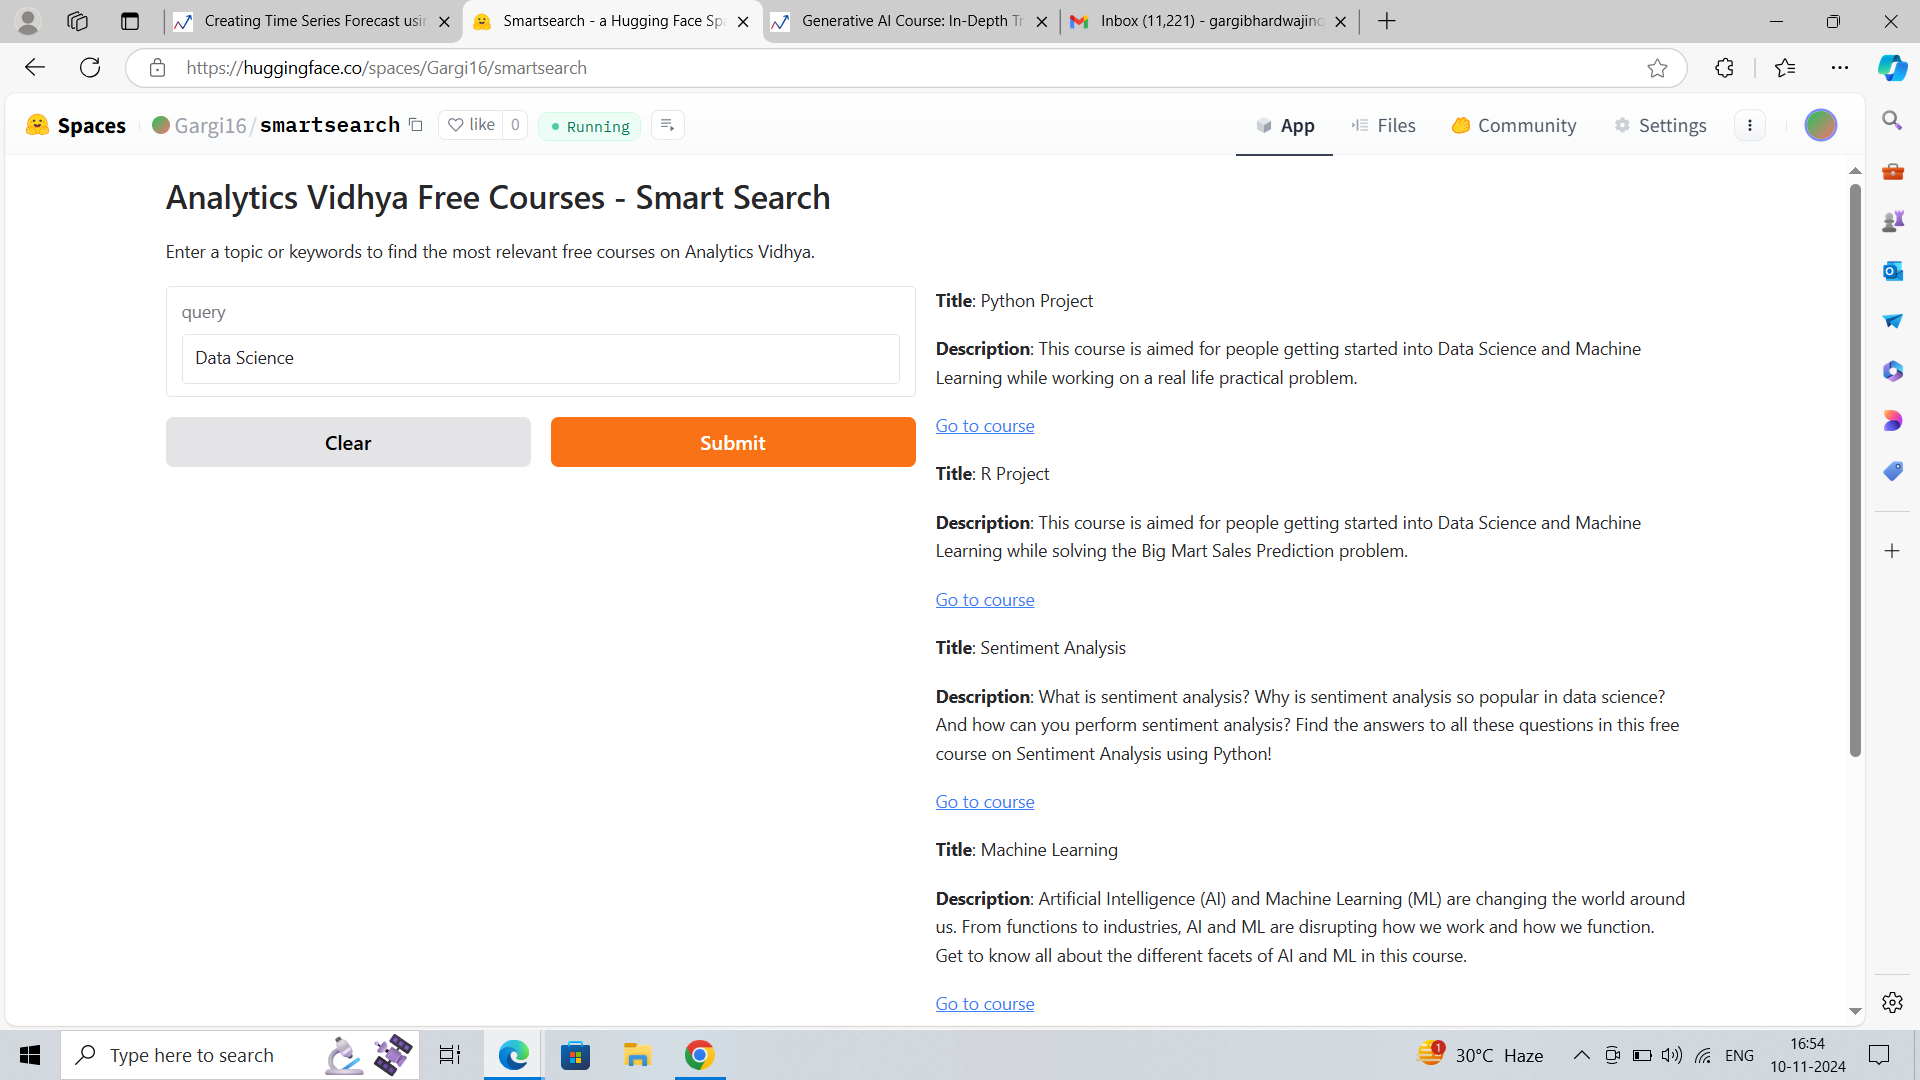 Creating Time Series Forecast usin
Smartsearch - a Hugging Face Spa
Generative AI Course: In-Depth Tr
Inbox (11,221) - gargibhardwajinq
https://huggingface.co/spaces/Gargi16/smartsearch
Spaces
Gargi16/smartsearch
like 0
Running
App
Files
Community
Settings
Analytics Vidhya Free Courses - Smart Search
Enter a topic or keywords to find the most relevant free courses on Analytics Vidhya.
query
Data Science
Clear
Submit
Title: Python Project
Description: This course is aimed for people getting started into Data Science and Machine
Learning while working on a real life practical problem.
Go to course
Title: R Project
Description: This course is aimed for people getting started into Data Science and Machine
Learning while solving the Big Mart Sales Prediction problem.
Go to course
Title: Sentiment Analysis
Description: What is sentiment analysis? Why is sentiment analysis so popular in data science?
And how can you perform sentiment analysis? Find the answers to all these questions in this free
course on Sentiment Analysis using Python!
Go to course
Title: Machine Learning
Description: Artificial Intelligence (AI) and Machine Learning (ML) are changing the world around
us. From functions to industries, AI and ML are disrupting how we work and how we function.
Get to know all about the different facets of AI and ML in this course.
Go to course
Type here to search
1
30°C Haze
ENG
16:54
10-11-2024